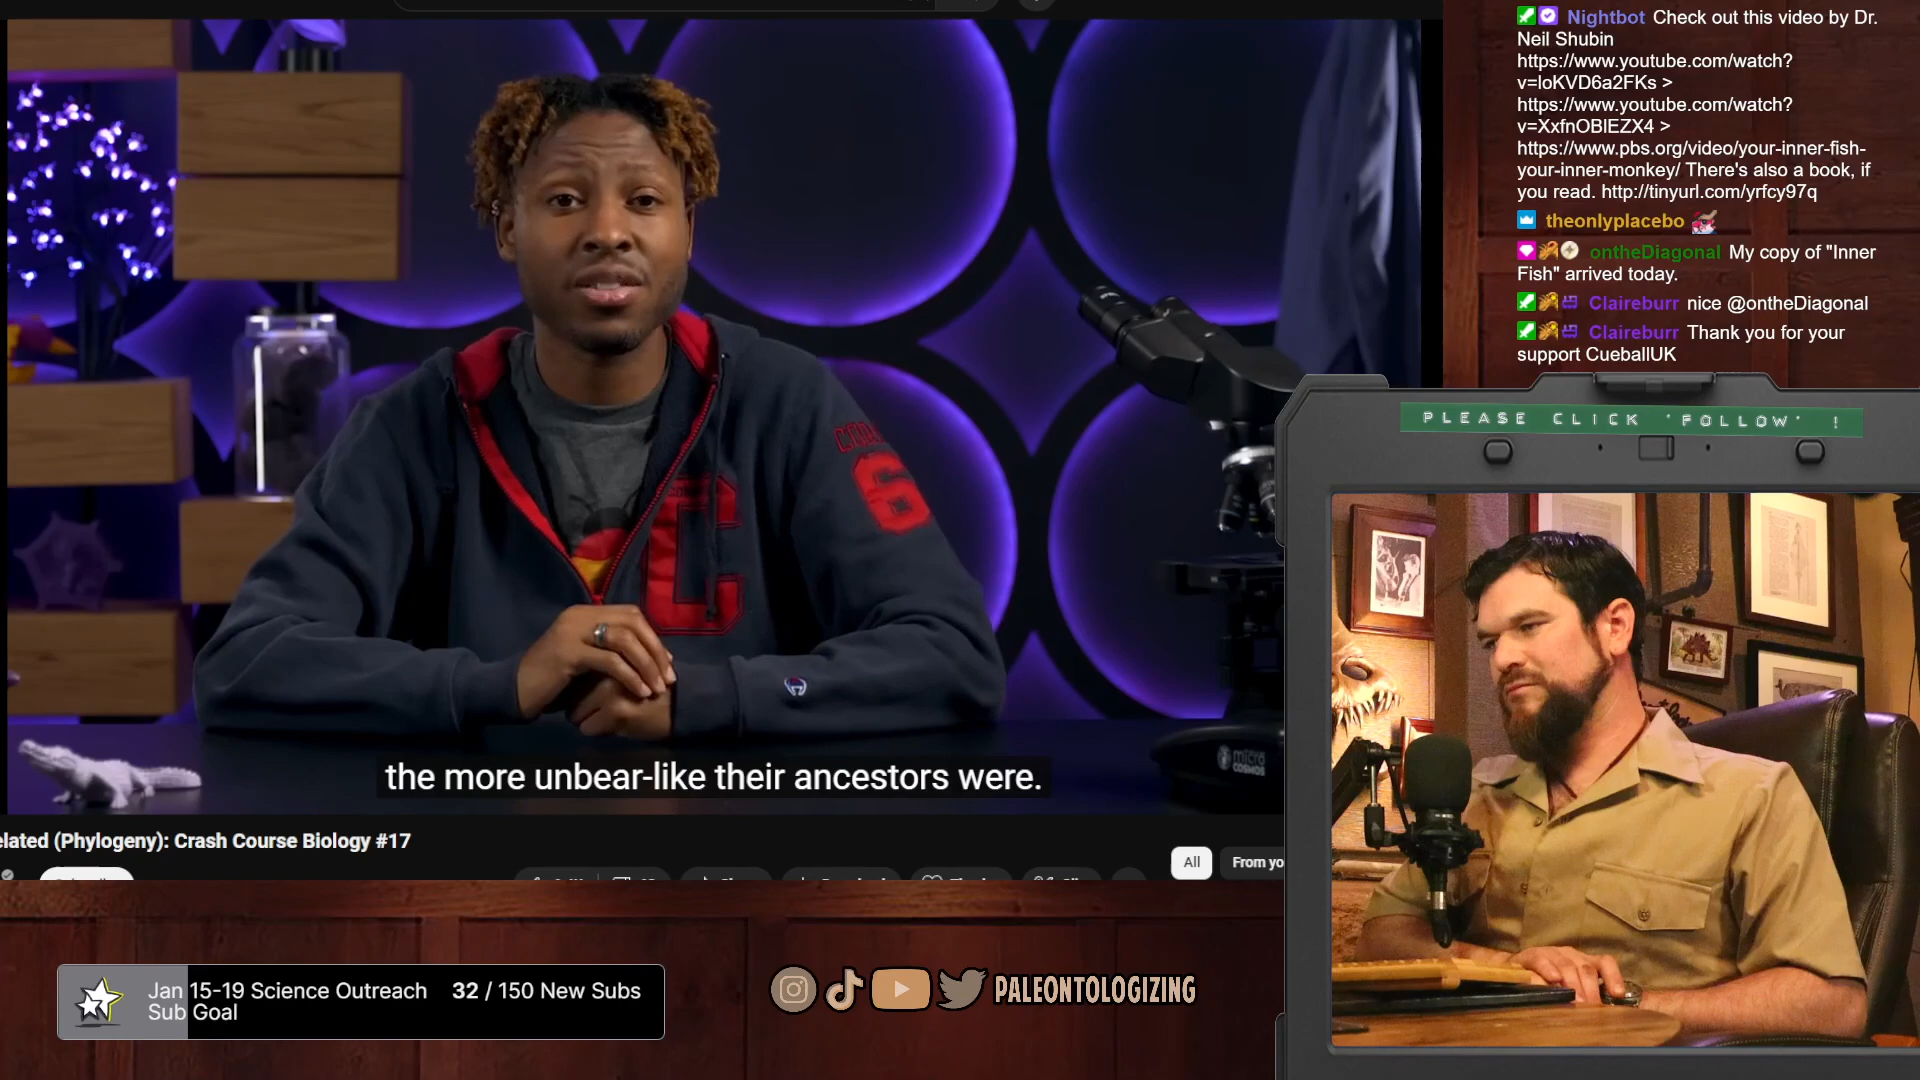 Nightbot Check out this video by Dr.
Neil Shubin
https://www.youtube.com/watch?
v=loKVD6a2FKs >
https://www.youtube.com/watch?
v=XxfnOBlEZX4 >
https://www.pbs.org/video/your-inner-fish-
your-inner-monkey/ There's also a book, if
you read. http://tinyurl.com/yrfcy97q
theonlyplacebo
ontheDiagonal My copy of "Inner
Fish" arrived today.
Claireburr nice @ontheDiagonal
Claireburr Thank you for your
support CueballUK
PLEASE CLICK 'FOLLOW' !
C
6
micro
COSMOS
the more unbear-like their ancestors were.
elated (Phylogeny): Crash Course Biology #17
All
From yo
Jan 15-19 Science Outreach
Sub Goal
32 / 150 New Subs
PALEONTOLOGIZING